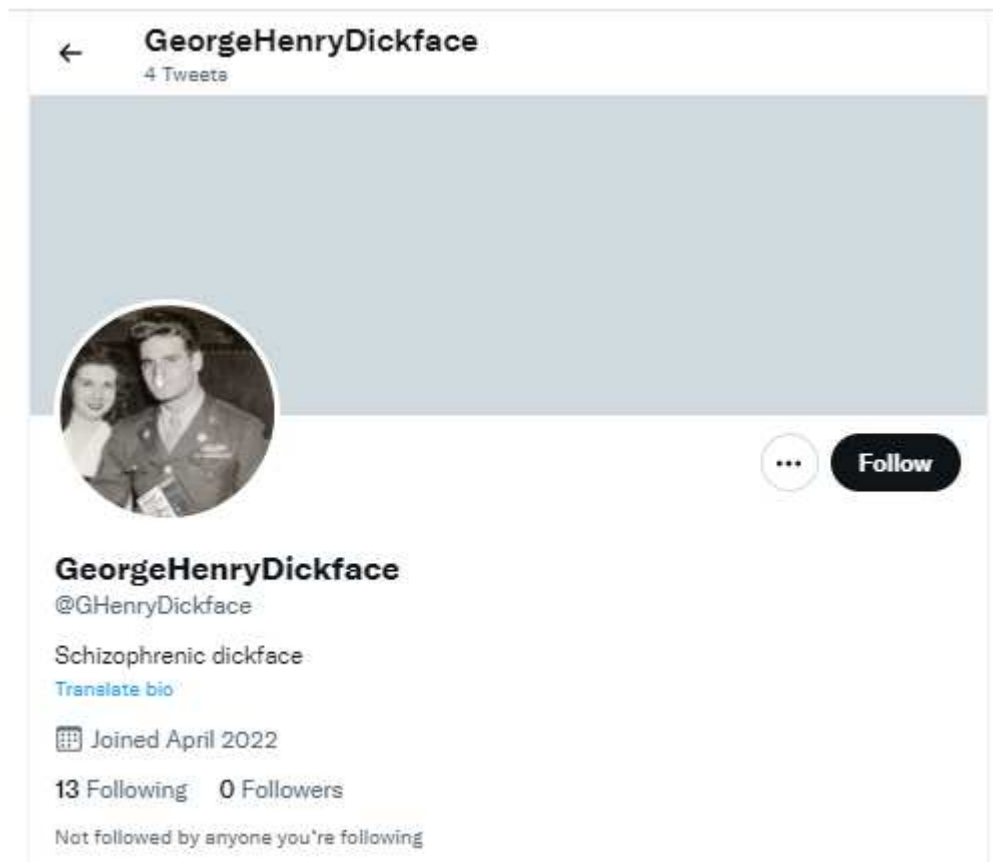 GeorgeHenryDickface
4 Tweets
Follow
GeorgeHenryDickface
@GHenryDickface
Schizophrenic dickface
Translate bio
Joined April 2022
13 Following 0 Followers
Not followed by anyone you're following